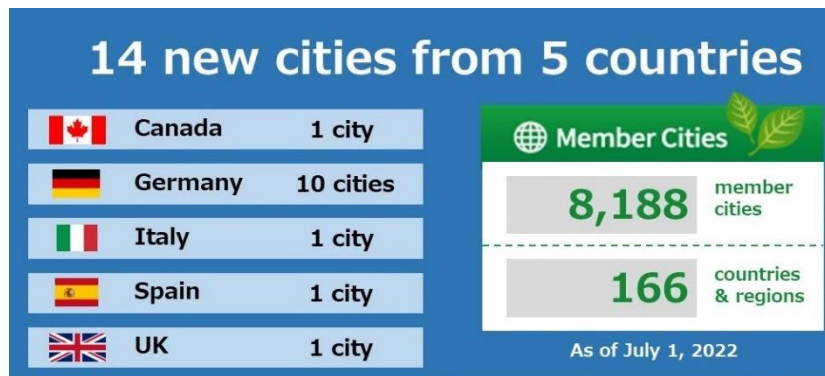 14 new cities from 5 countries
Canada 1 city
Germany 10 cities
Italy 1 city
Spain 1 city
UK 1 city
Member Cities
8,188 member cities
166 countries & regions
As of July 1, 2022